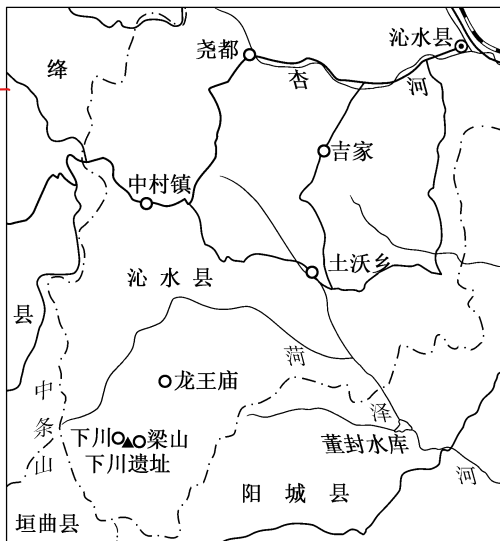 沁水县
尧都
绛
杏
河
吉家
中村镇
土沃乡
沁水县
县
菏
龙王庙
中条山
泽
下川
梁山
董封水库
下川遗址
河
阳城县
垣曲县